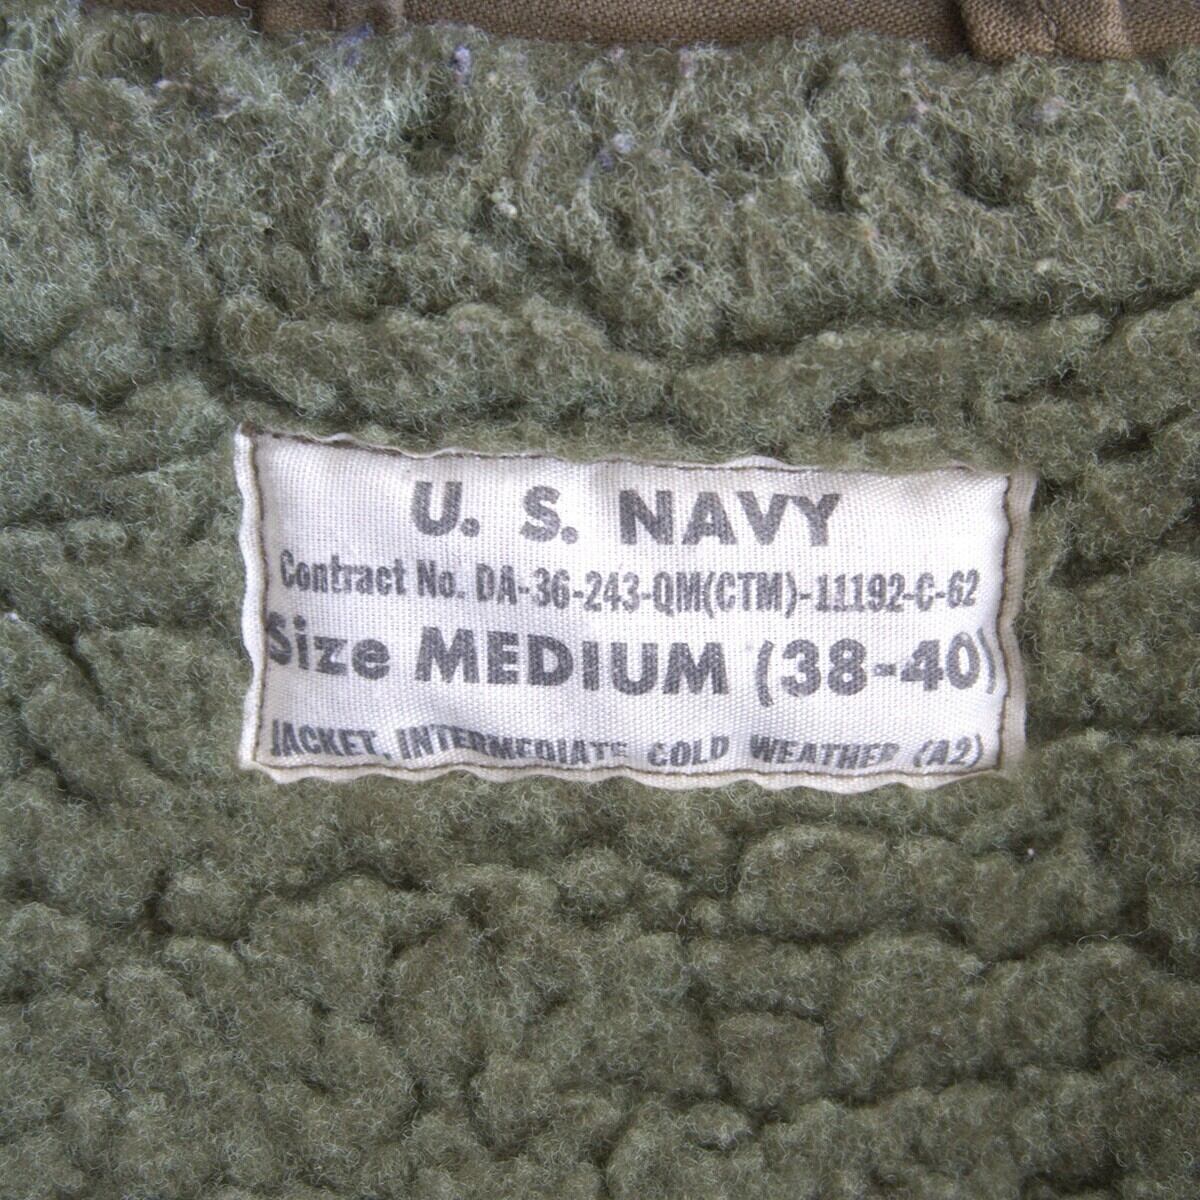 U. S. NAVY
Contract No. DA-36-243-QM(CTM)-11192-C-62
Size MEDIUM (38-40)
JACKET, INTERMEDIATE COLD WEATHER (A2)